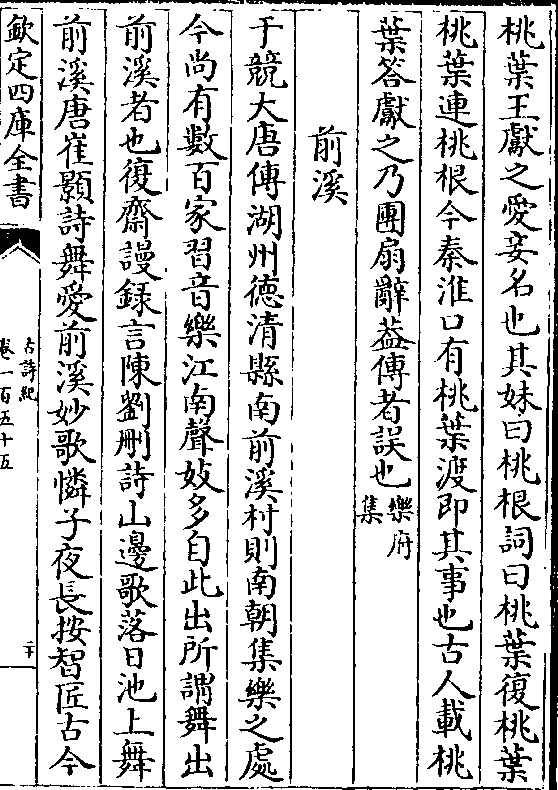 桃葉王獻之愛妾名也其妹曰桃根詞曰桃葉復桃葉
桃葉連桃根今秦淮口有桃葉渡即其事也古人載桃
葉答獻之乃團扇辭葢傳者誤也樂府集
前溪
于競大唐傳湖州德清縣南前溪村則南朝集樂之處
今尚有數百家習音樂江南聲妓多自此出所謂舞出
前溪者也復齋謾録言陳劉刪詩山邊歌落日池上舞
前溪唐崔顥詩舞愛前溪妙歌憐子夜長按智匠古今
欽定四庫全書
古詩紀
卷一百五十五
二十